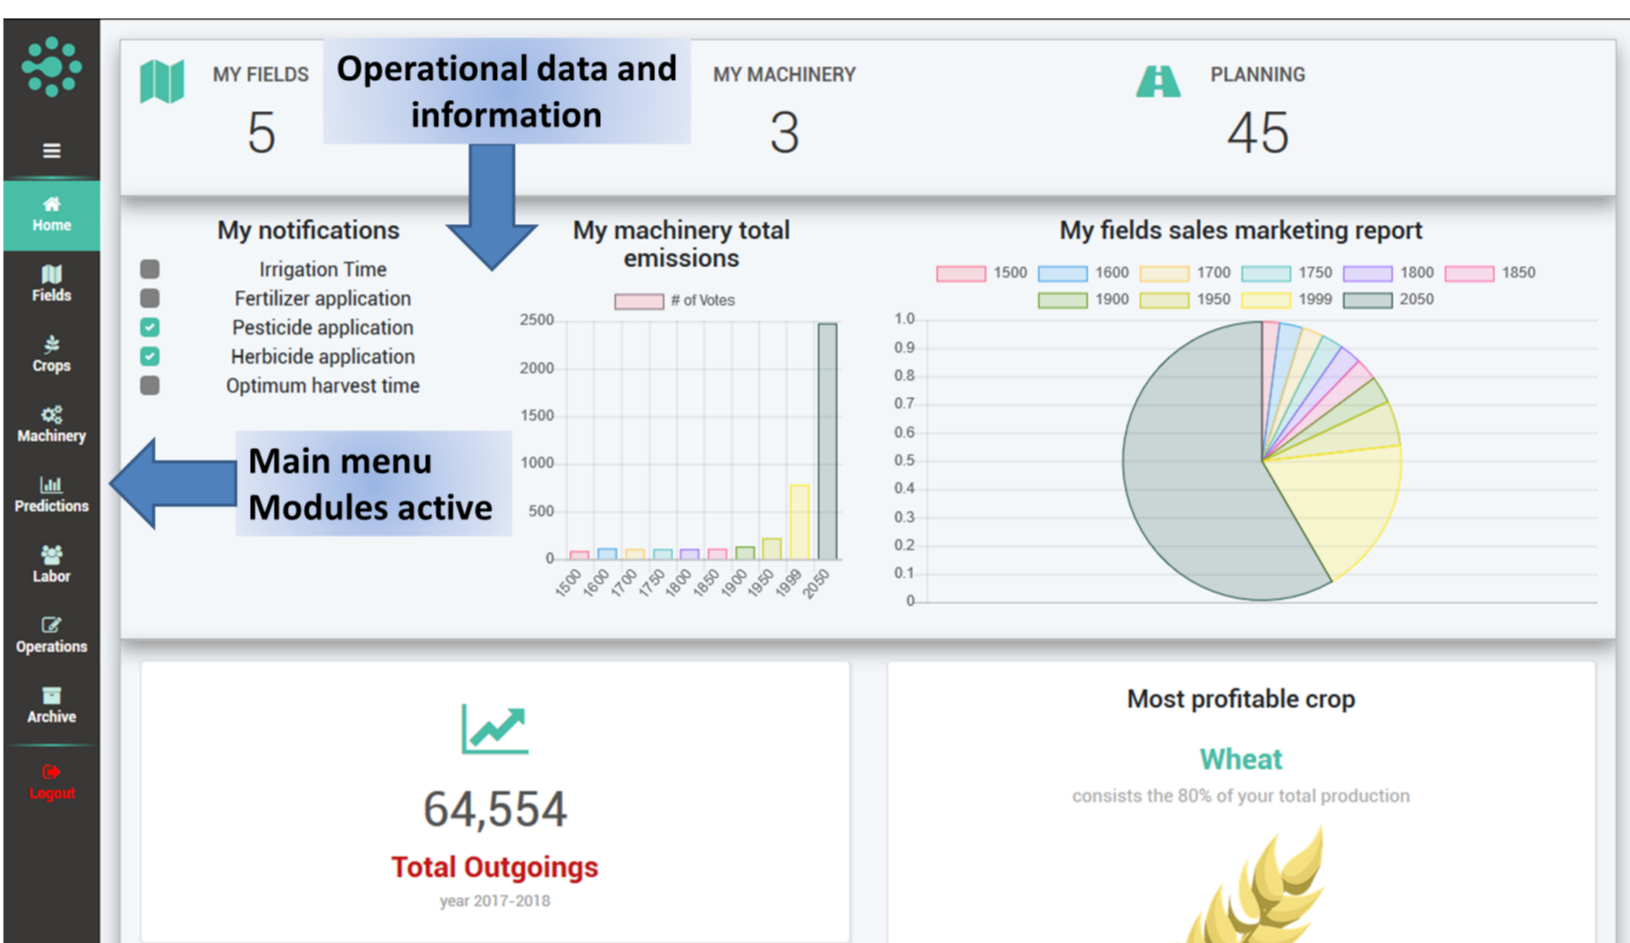 Home
Fields
Crops
Machinery
Predictions
Labor
Operations
Archive
Logout
MY FIELDS
5
Operational data and
information
MY MACHINERY
3
PLANNING
45
My notifications
Irrigation Time
Fertilizer application
Pesticide application
Herbicide application
Optimum harvest time
Main menu
Modules active
My machinery total
emissions
# of Votes
2500
2000
1500
1000
500
0
1500 1600 1700 1750 1800 1850 1900 1950 1999 2050
My fields sales marketing report
1500 1600 1700 1750 1800 1850
1900 1950 1999 2050
1.0
0.9
0.8
0.7
0.6
0.5
0.4
0.3
0.2
0.1
0
64,554
Total Outgoings
year 2017-2018
Most profitable crop
Wheat
consists the 80% of your total production